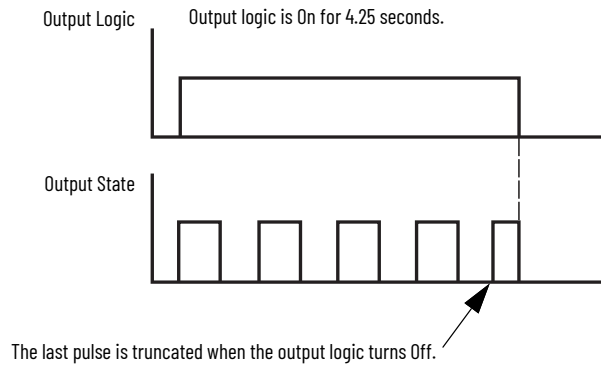 Output Logic
Output logic is On for 4.25 seconds.
Output State
The last pulse is truncated when the output logic turns Off.